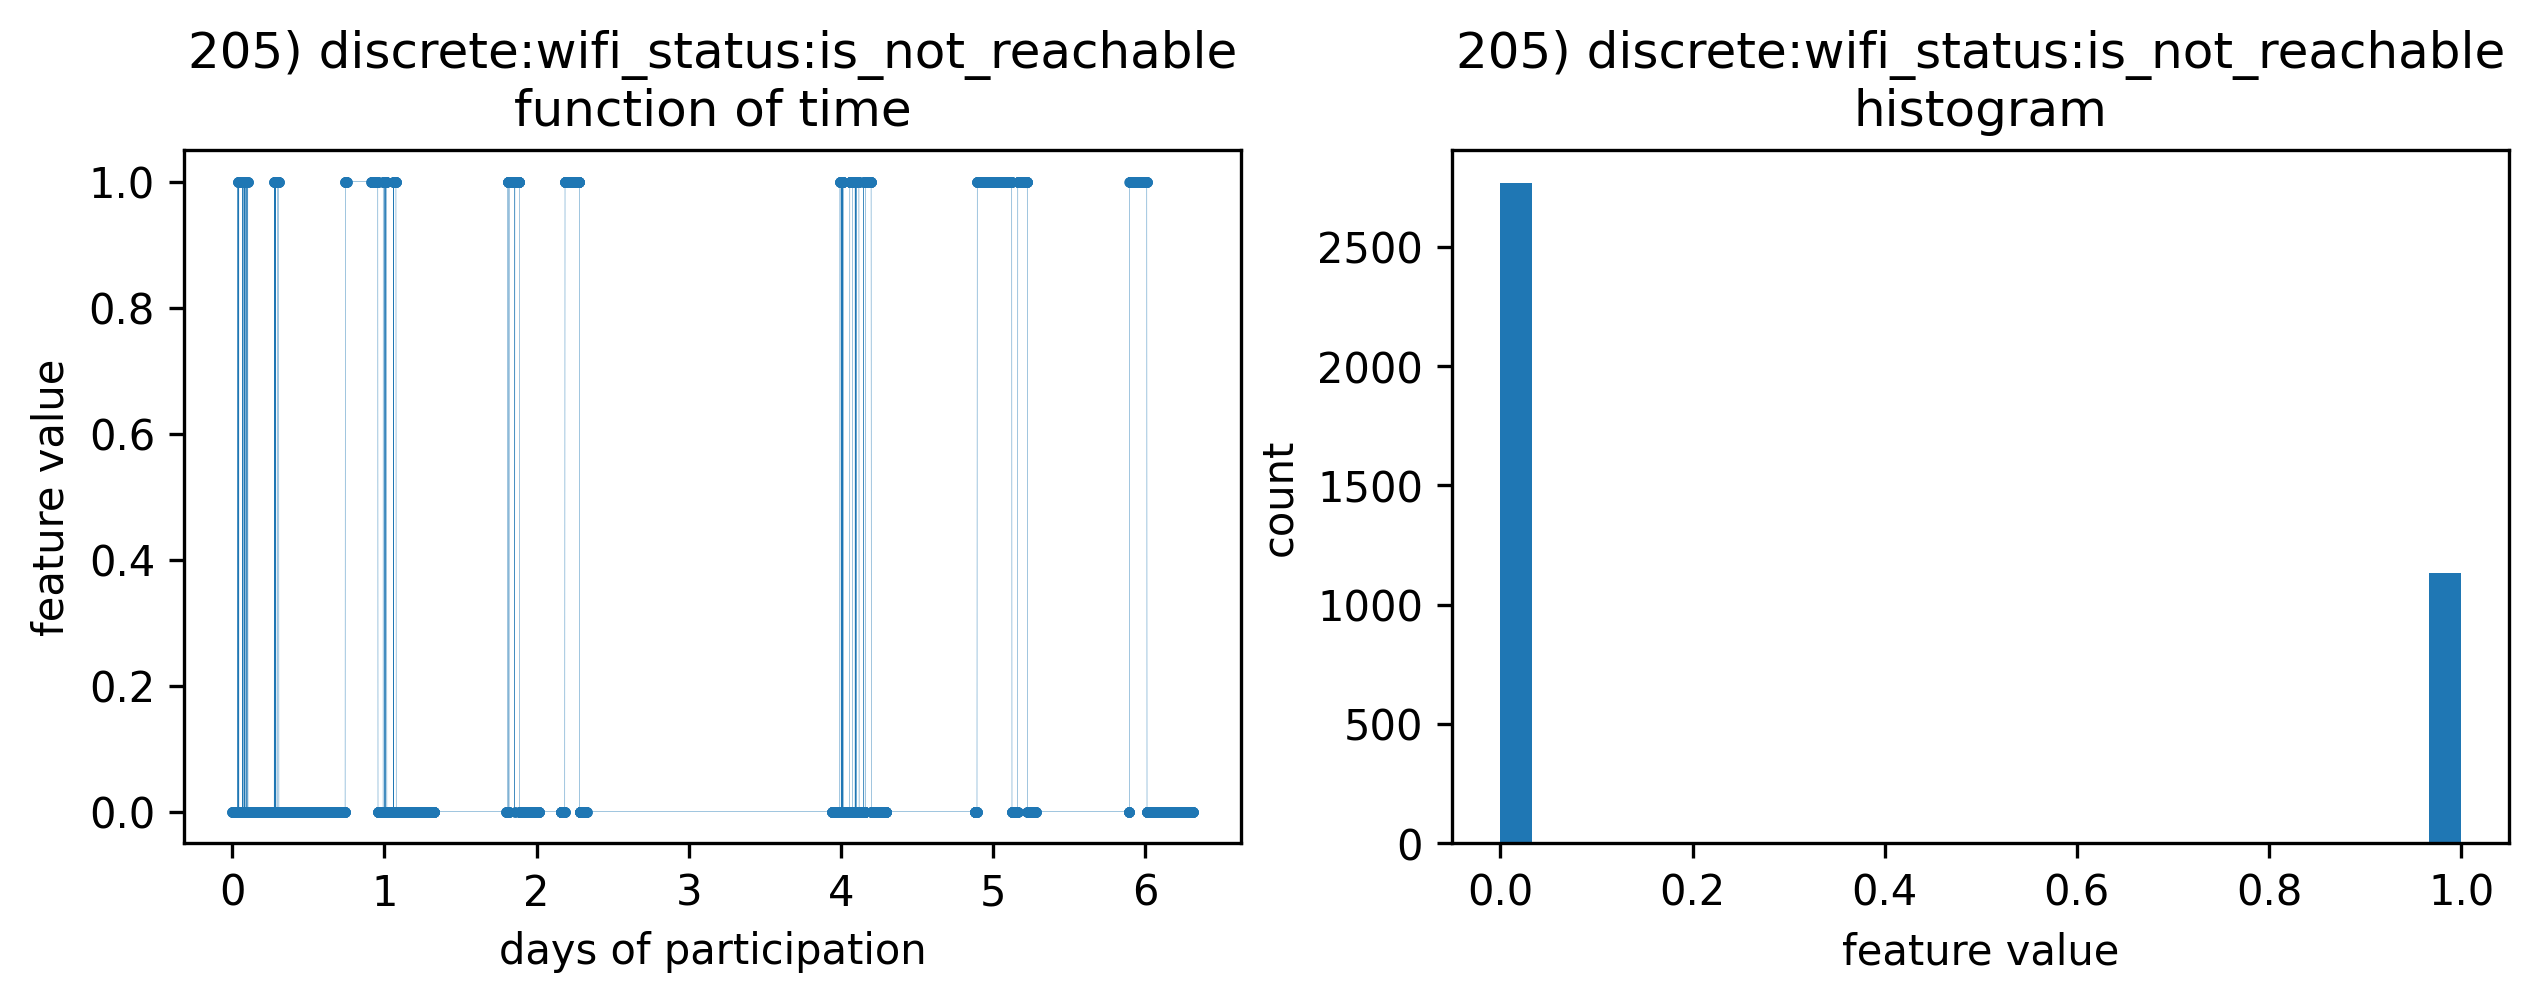 205) discrete:wifi_status:is_not_reachable
function of time
1.0
0.8
0.6
0.4
0.2
0.0
feature value
0 1 2 3 4 5 6
days of participation
205) discrete:wifi_status:is_not_reachable
histogram
2500
2000
1500
1000
500
0
count
0.0 0.2 0.4 0.6 0.8 1.0
feature value